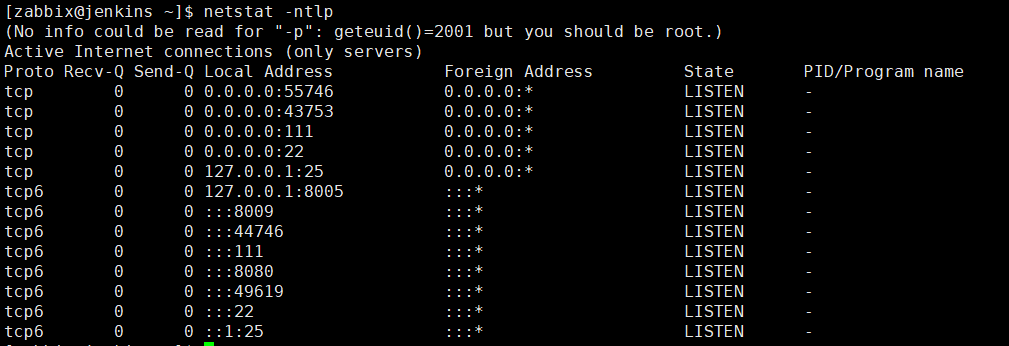 [zabbix@jenkins ~]$ netstat -ntlp
(No info could be read for "-p": geteuid()=2001 but you should be root.)
Active Internet connections (only servers)
Proto Recv-Q Send-Q Local Address           Foreign Address         State       PID/Program name
tcp        0      0 0.0.0.0:55746           0.0.0.0:*               LISTEN      -
tcp        0      0 0.0.0.0:43753           0.0.0.0:*               LISTEN      -
tcp        0      0 0.0.0.0:111             0.0.0.0:*               LISTEN      -
tcp        0      0 0.0.0.0:22              0.0.0.0:*               LISTEN      -
tcp        0      0 127.0.0.1:25            0.0.0.0:*               LISTEN      -
tcp6       0      0 127.0.0.1:8005          :::*                    LISTEN      -
tcp6       0      0 :::8009                 :::*                    LISTEN      -
tcp6       0      0 :::44746                :::*                    LISTEN      -
tcp6       0      0 :::111                  :::*                    LISTEN      -
tcp6       0      0 :::8080                 :::*                    LISTEN      -
tcp6       0      0 :::49619                :::*                    LISTEN      -
tcp6       0      0 :::22                   :::*                    LISTEN      -
tcp6       0      0 ::1:25                  :::*                    LISTEN      -